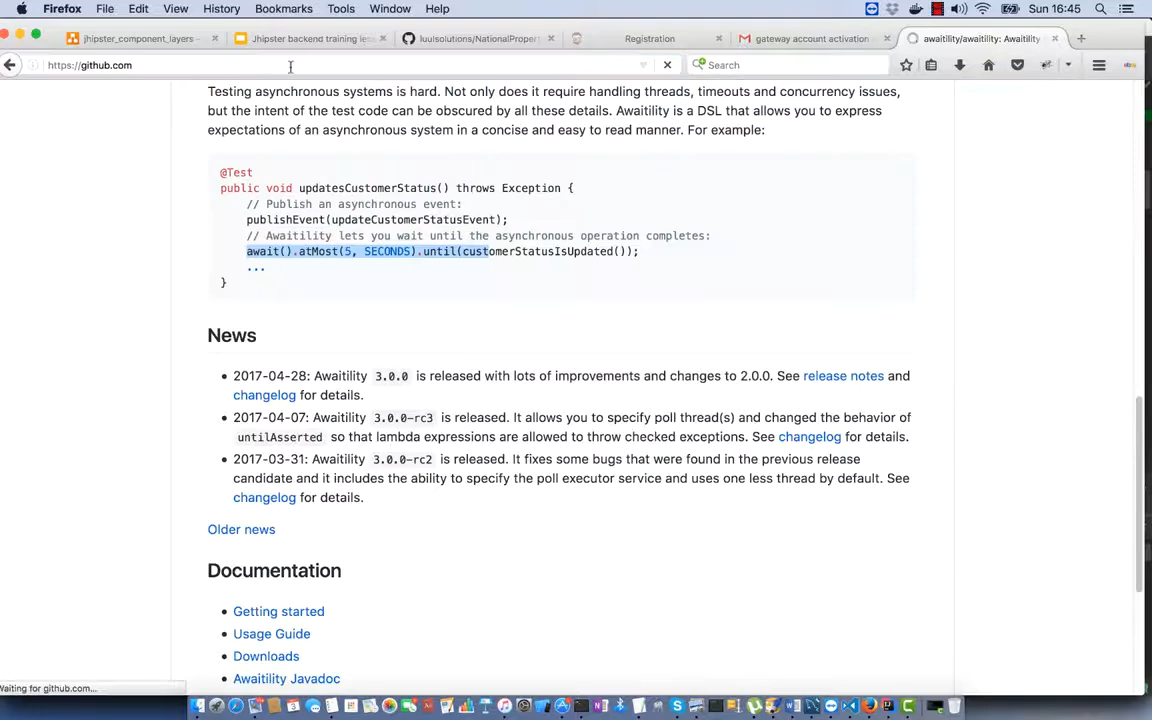 Firefox File Edit View History Bookmarks Tools Window Help Sun 16:45
jhipster_component_layers - Jhipster backend training les luulsolutions/NationalPropert Registration gateway account activation awaitility/awaitility: Awaitility
https://github.com Search
Testing asynchronous systems is hard. Not only does it require handling threads, timeouts and concurrency issues,
but the intent of the test code can be obscured by all these details. Awaitility is a DSL that allows you to express
expectations of an asynchronous system in a concise and easy to read manner. For example:
@Test
public void updatesCustomerStatus() throws Exception {
// Publish an asynchronous event:
publishEvent(updateCustomerStatusEvent);
// Awaitility lets you wait until the asynchronous operation completes:
await().atMost(5, SECONDS).until(customerStatusIsUpdated());
...
}
News
• 2017-04-28: Awaitility 3.0.0 is released with lots of improvements and changes to 2.0.0. See release notes and
changelog for details.
• 2017-04-07: Awaitility 3.0.0-rc3 is released. It allows you to specify poll thread(s) and changed the behavior of
untilAsserted so that lambda expressions are allowed to throw checked exceptions. See changelog for details.
• 2017-03-31: Awaitility 3.0.0-rc2 is released. It fixes some bugs that were found in the previous release
candidate and it includes the ability to specify the poll executor service and uses one less thread by default. See
changelog for details.
Older news
Documentation
• Getting started
• Usage Guide
• Downloads
• Awaitility Javadoc
Waiting for github.com...